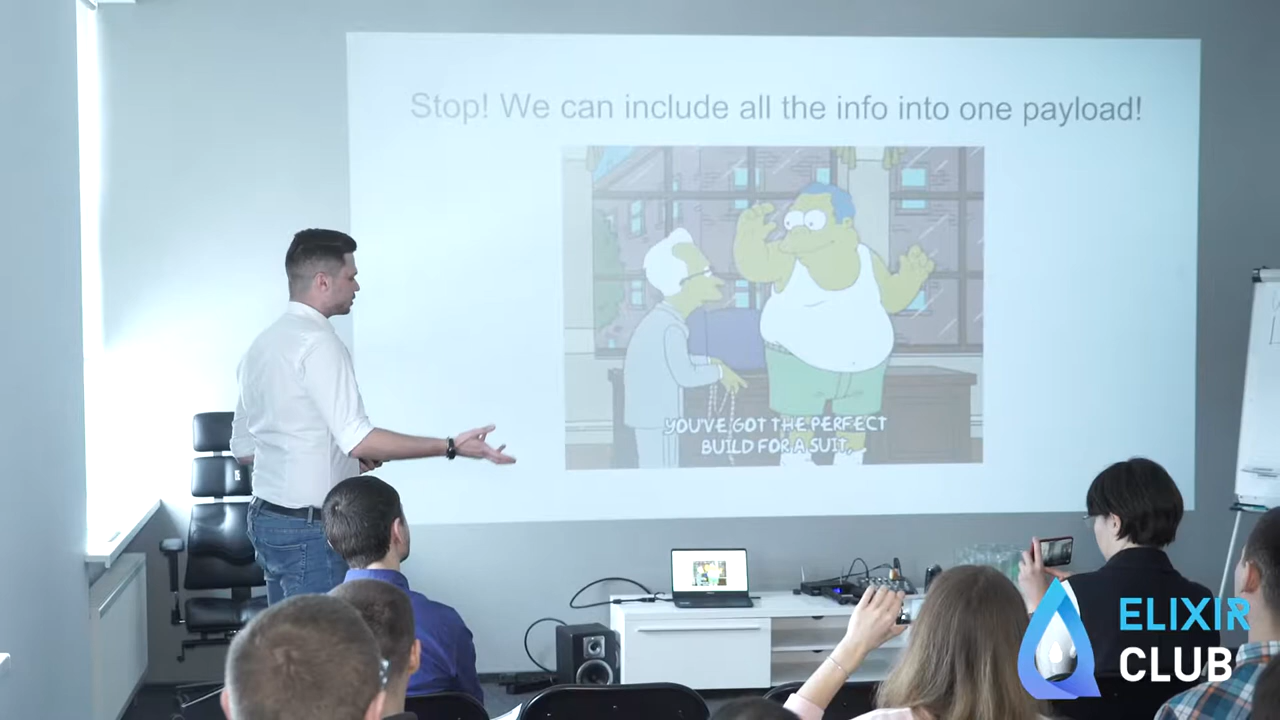 Stop! We can include all the info into one payload!
YOU'VE GOT THE PERFECT
BUILD FOR A SUIT,
ELIXIR
CLUB